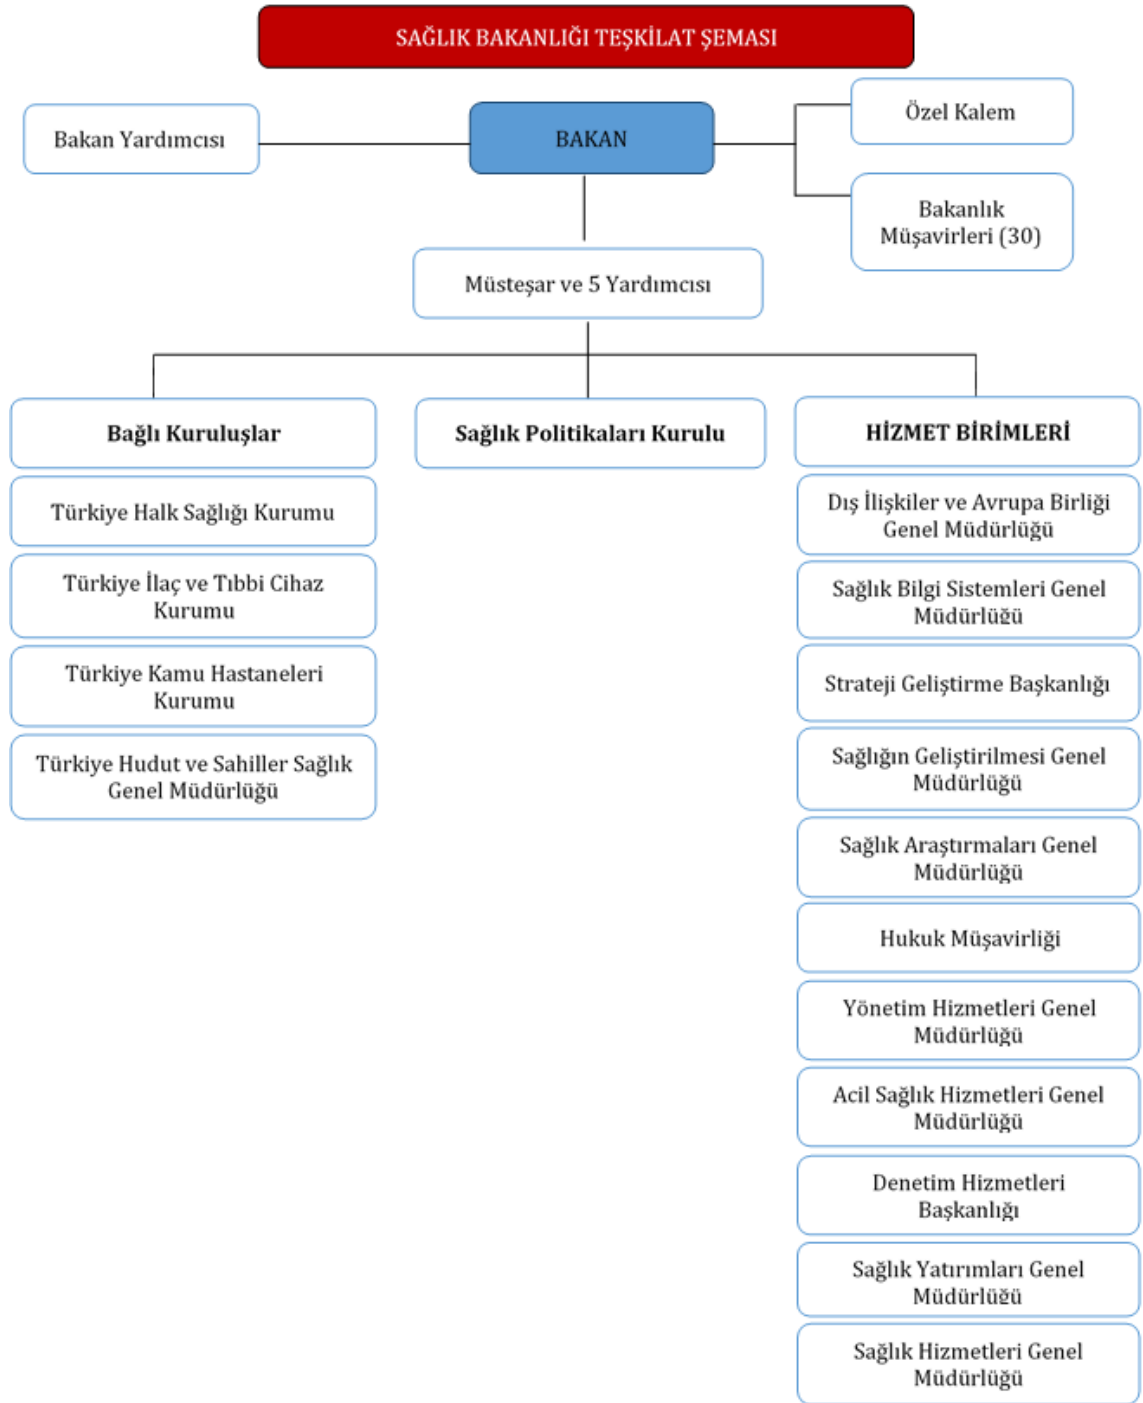 SAĞLIK BAKANLIĞI TEŞKİLAT ŞEMASI
Bakan Yardımcısı
BAKAN
Özel Kalem
Bakanlık
Müşavirleri (30)
Müsteşar ve 5 Yardımcısı
Bağlı Kuruluşlar
Türkiye Halk Sağlığı Kurumu
Türkiye İlaç ve Tıbbi Cihaz
Kurumu
Türkiye Kamu Hastaneleri
Kurumu
Türkiye Hudut ve Sahiller Sağlık
Genel Müdürlüğü
Sağlık Politikaları Kurulu
HİZMET BİRİMLERİ
Dış İlişkiler ve Avrupa Birliği
Genel Müdürlüğü
Sağlık Bilgi Sistemleri Genel
Müdürlüğü
Strateji Geliştirme Başkanlığı
Sağlığın Geliştirilmesi Genel
Müdürlüğü
Sağlık Araştırmaları Genel
Müdürlüğü
Hukuk Müşavirliği
Yönetim Hizmetleri Genel
Müdürlüğü
Acil Sağlık Hizmetleri Genel
Müdürlüğü
Denetim Hizmetleri
Başkanlığı
Sağlık Yatırımları Genel
Müdürlüğü
Sağlık Hizmetleri Genel
Müdürlüğü